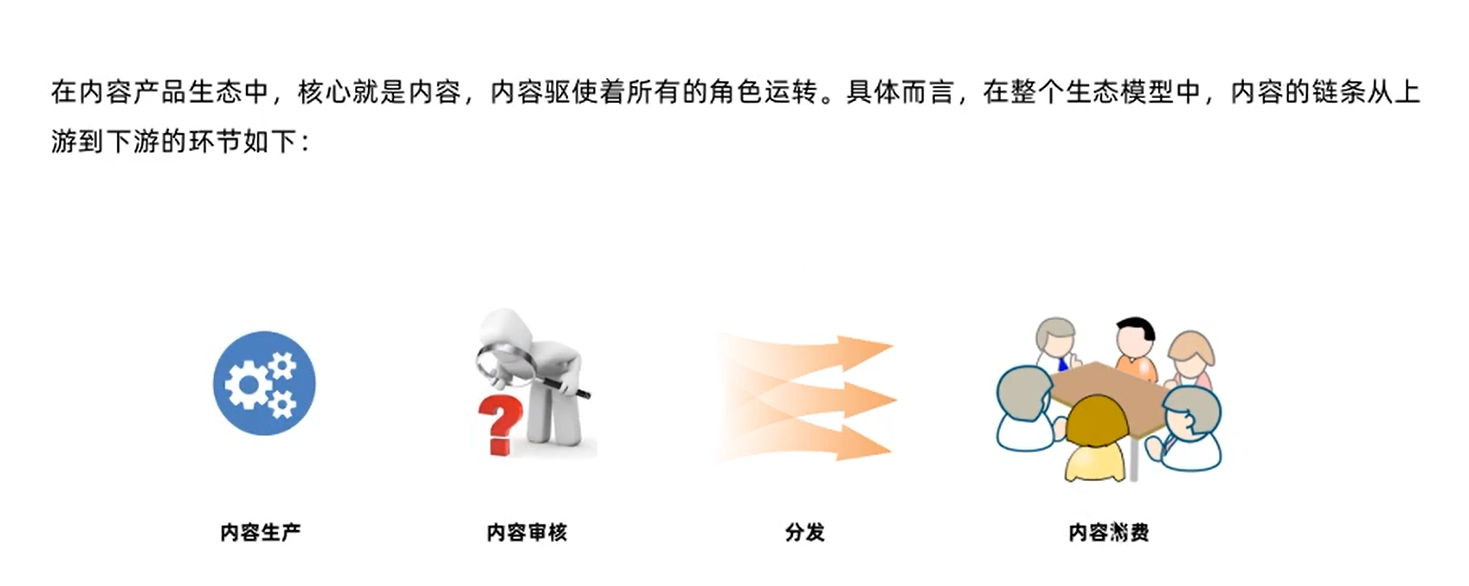 在内容产品生态中，核心就是内容，内容驱使着所有的角色运转。具体而言，在整个生态模型中，内容的链条从上
游到下游的环节如下：
内容生产
内容审核
分发
内容消费